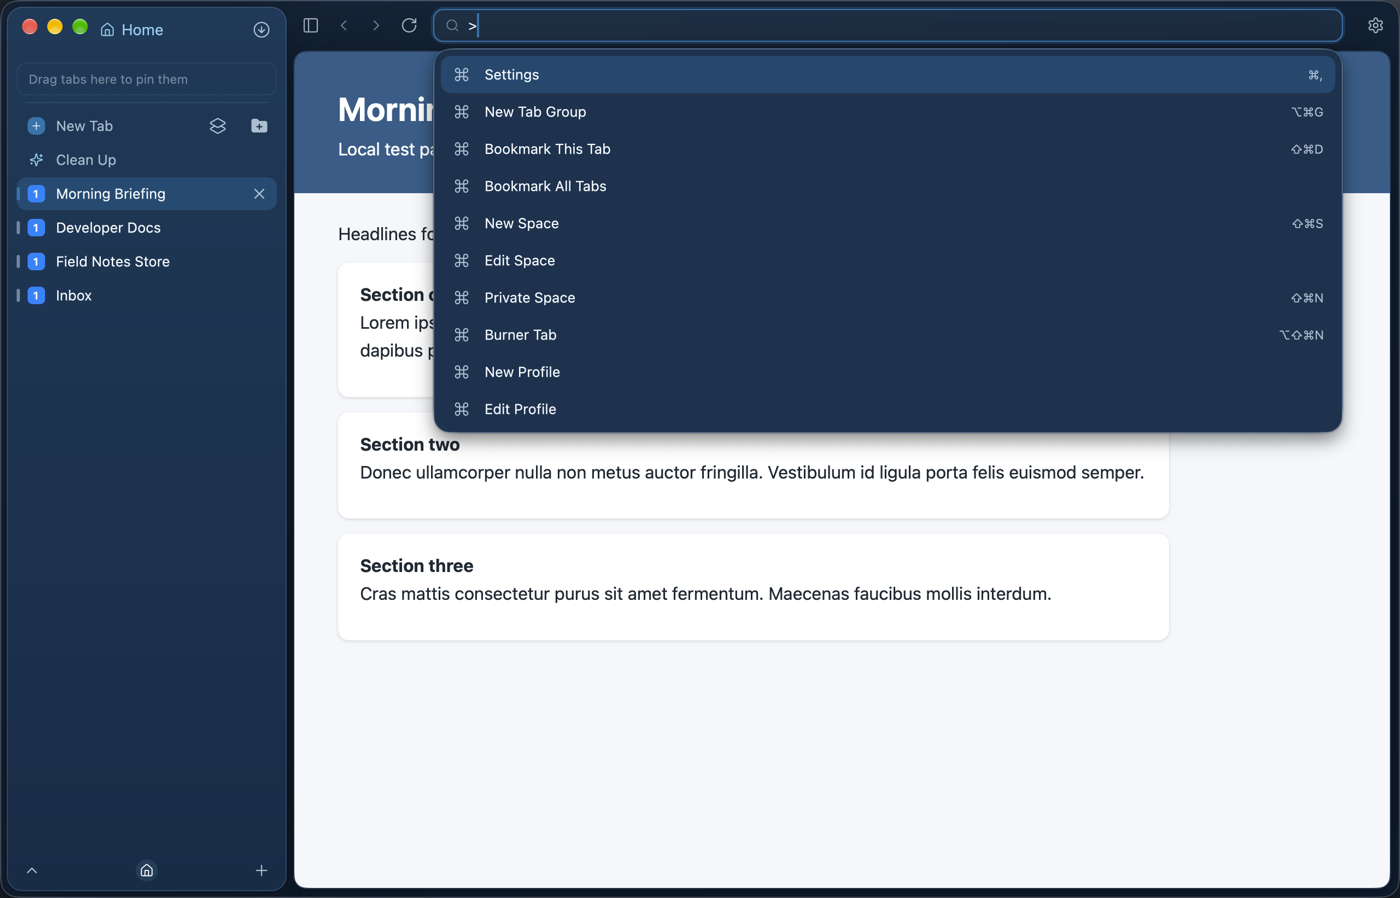 Home
Drag tabs here to pin them
New Tab
Clean Up
1 Morning Briefing
1 Developer Docs
1 Field Notes Store
1 Inbox
>
Settings ⌘,
New Tab Group ⌥⌘G
Bookmark This Tab ⇧⌘D
Bookmark All Tabs
New Space ⇧⌘S
Edit Space
Private Space ⇧⌘N
Burner Tab ⌥⇧⌘N
New Profile
Edit Profile
Local test
Headlines
Section
Lorem
dapibus
Section two
Donec ullamcorper nulla non metus auctor fringilla. Vestibulum id ligula porta felis euismod semper.
Section three
Cras mattis consectetur purus sit amet fermentum. Maecenas faucibus mollis interdum.